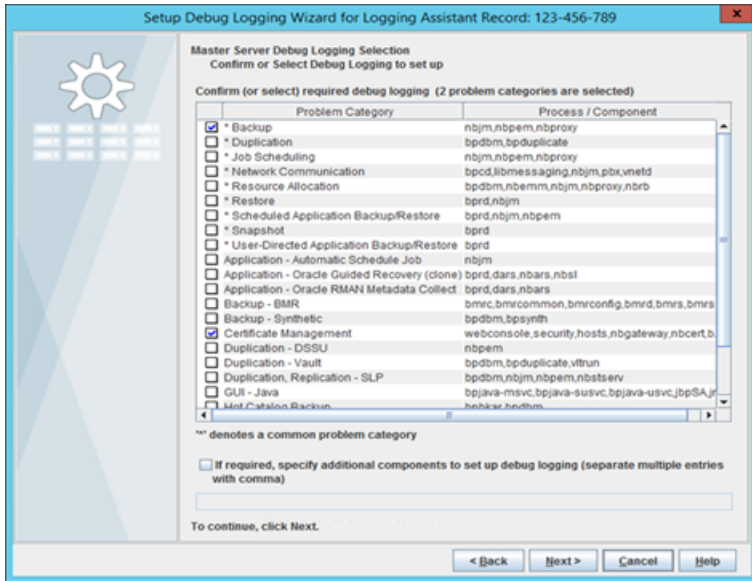 Setup Debug Logging Wizard for Logging Assistant Record: 123-456-789
Master Server Debug Logging Selection
Confirm or Select Debug Logging to set up
Confirm (or select) required debug logging (2 problem categories are selected)
Problem Category Process / Component
* Backup nbjm,nbpem,nbproxy
* Duplication bpdbm,bpduplicate
* Job Scheduling nbjm,nbpem,nbproxy
* Network Communication bpcd,libmessaging,nbjm,pbx,vnetd
* Resource Allocation bpdbm,nbemm,nbjm,nbproxy,nbrb
* Restore bprd,nbjm
* Scheduled Application Backup/Restore bprd,nbjm,nbpem
* Snapshot bprd
* User-Directed Application Backup/Restore bprd
Application - Automatic Schedule Job nbjm
Application - Oracle Guided Recovery (clone) bprd,dars,nbars,nbsl
Application - Oracle RMAN Metadata Collect bprd,dars,nbars
Backup - BMR bmrc,bmrcommon,bmrconfig,bmrd,bmrs,bmrs
Backup - Synthetic bpdbm,bpsynth
Certificate Management webconsole,security,hosts,nbgateway,nbcert,b
Duplication - DSSU nbpem
Duplication - Vault bpdbm,bpduplicate,vltrun
Duplication, Replication - SLP bpdbm,nbjm,nbpem,nbstserv
GUI - Java bpjava-msvc,bpjava-susvc,bpjava-usvc,jbpSA,jr
Hot Catalog Backup bpbkar,bpdbm
"*" denotes a common problem category
If required, specify additional components to set up debug logging (separate multiple entries
with comma)
To continue, click Next.
< Back Next > Cancel Help